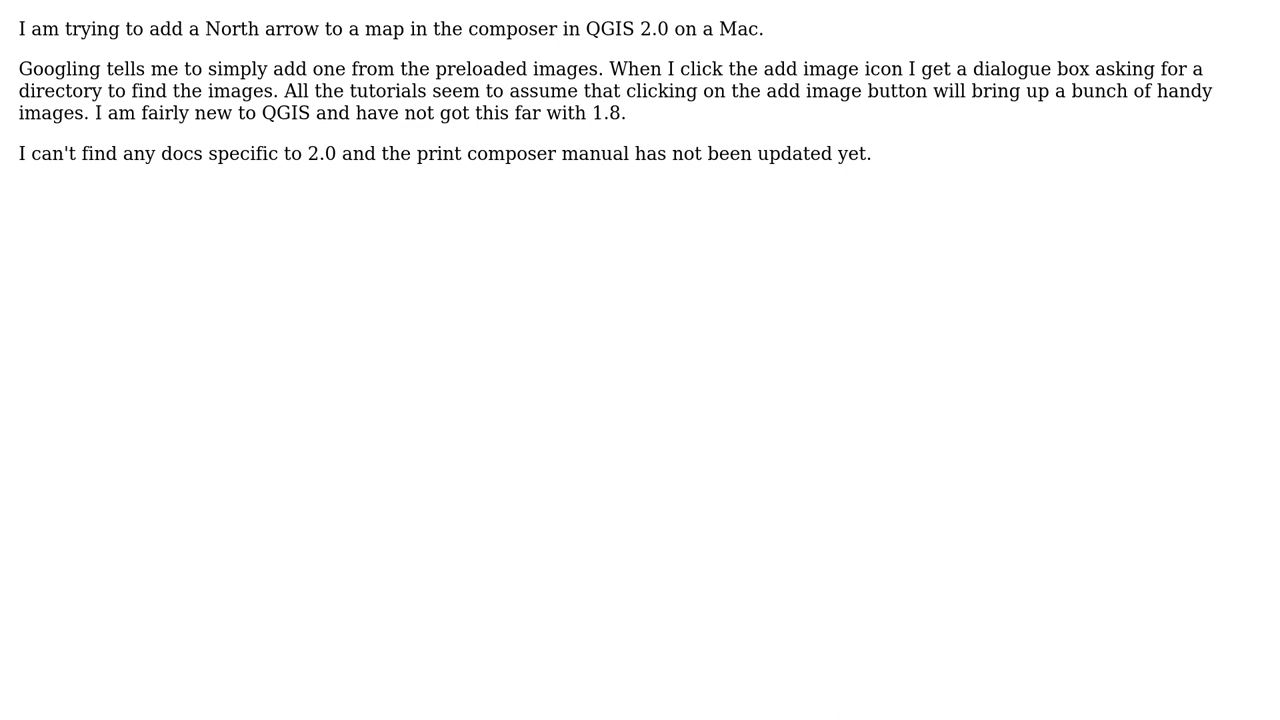 I am trying to add a North arrow to a map in the composer in QGIS 2.0 on a Mac.
Googling tells me to simply add one from the preloaded images. When I click the add image icon I get a dialogue box asking for a
directory to find the images. All the tutorials seem to assume that clicking on the add image button will bring up a bunch of handy
images. I am fairly new to QGIS and have not got this far with 1.8.
I can't find any docs specific to 2.0 and the print composer manual has not been updated yet.